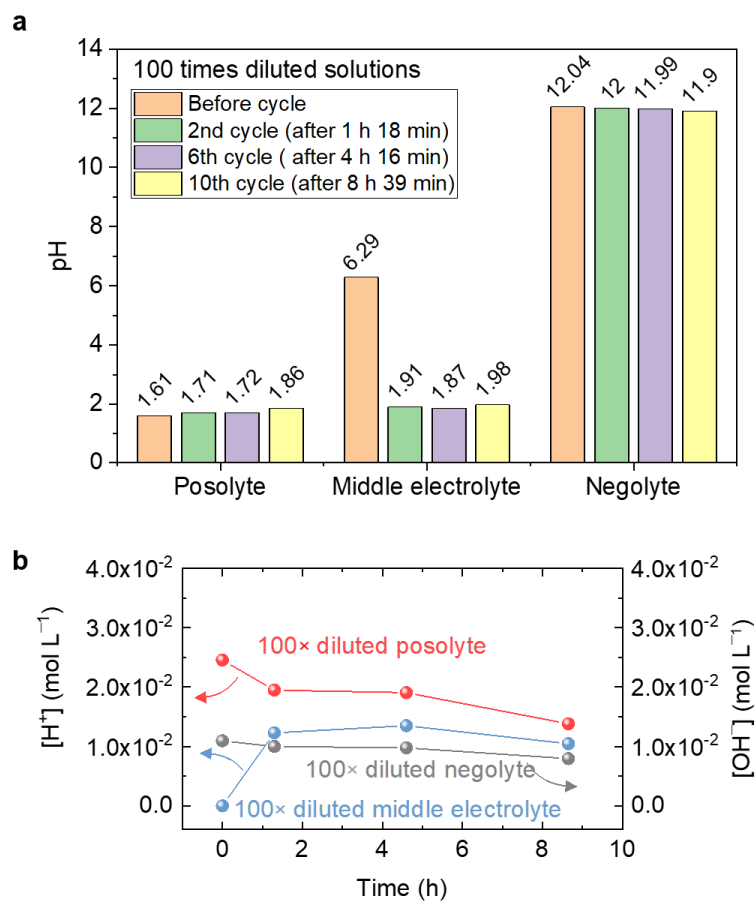 a
14
12
10
8
6
4
2
0
pH
100 times diluted solutions
Before cycle
2nd cycle (after 1 h 18 min)
6th cycle ( after 4 h 16 min)
10th cycle (after 8 h 39 min)
1.61
1.71
1.72
1.86
6.29
1.91
1.87
1.98
12.04
12
11.99
11.9
Posolyte
Middle electrolyte
Negolyte
b
4.0x10⁻²
3.0x10⁻²
2.0x10⁻²
1.0x10⁻²
0.0
[H⁺] (mol L⁻¹)
100× diluted posolyte
100× diluted negolyte
100× diluted middle electrolyte
4.0x10⁻²
3.0x10⁻²
2.0x10⁻²
1.0x10⁻²
0.0
[OH⁻] (mol L⁻¹)
0
2
4
6
8
10
Time (h)